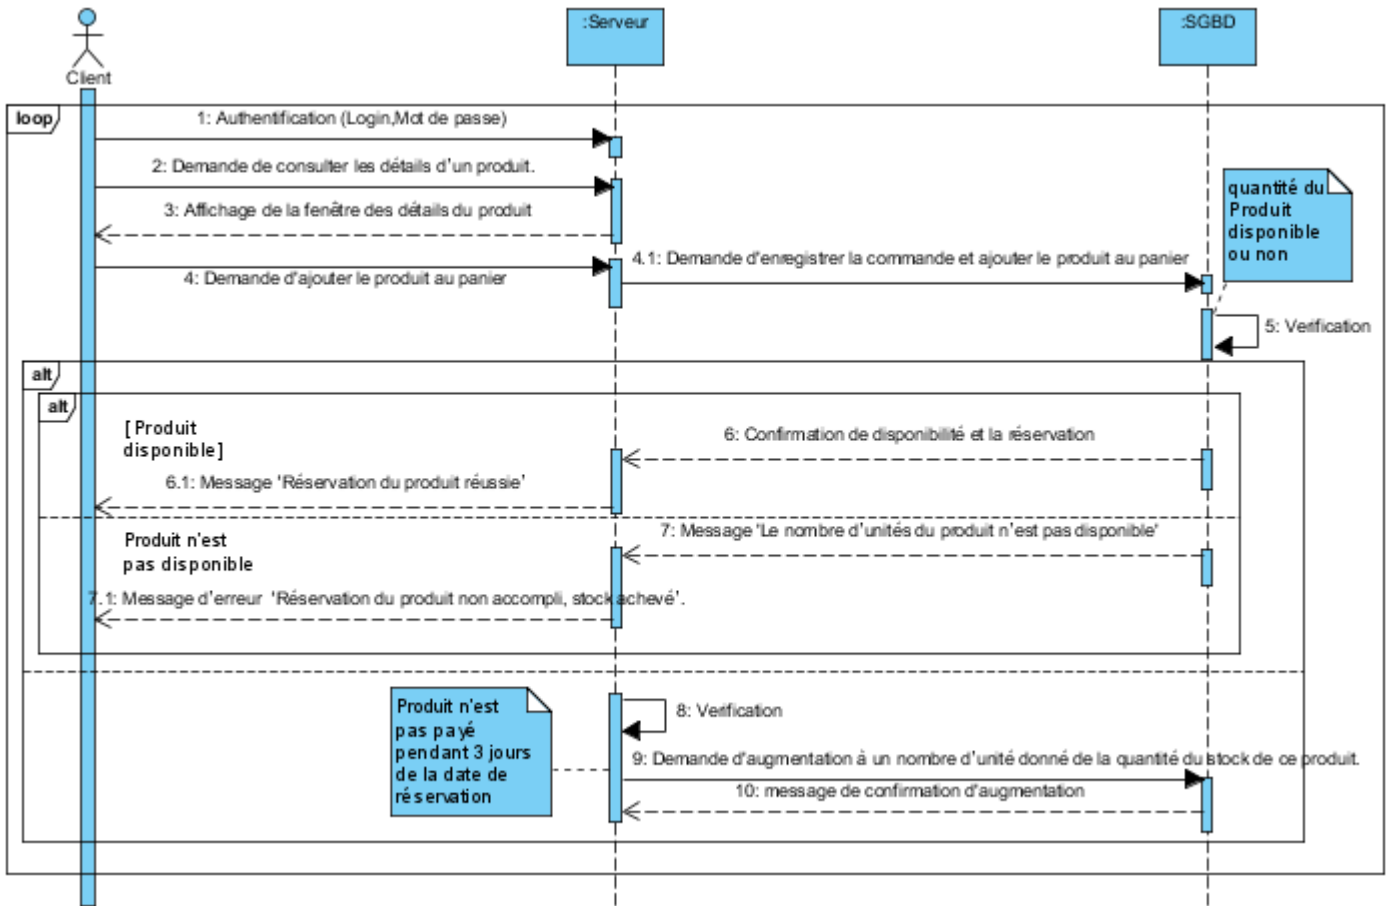 :Serveur
:SGBD
Client
loop
1: Authentification (Login,Mot de passe)
2: Demande de consulter les détails d'un produit.
3: Affichage de la fenêtre des détails du produit
quantité du
Produit
disponible
ou non
4: Demande d'ajouter le produit au panier
4.1: Demande d'enregistrer la commande et ajouter le produit au panier
5: Verification
alt
alt
[ Produit
disponible]
6: Confirmation de disponibilité et la réservation
6.1: Message 'Réservation du produit réussie'
Produit n'est
pas disponible
7: Message 'Le nombre d'unités du produit n'est pas disponible'
7.1: Message d'erreur 'Réservation du produit non accompli, stock achevé'.
Produit n'est
pas payé
pendant 3 jours
de la date de
réservation
8: Verification
9: Demande d'augmentation à un nombre d'unité donné de la quantité du stock de ce produit.
10: message de confirmation d'augmentation